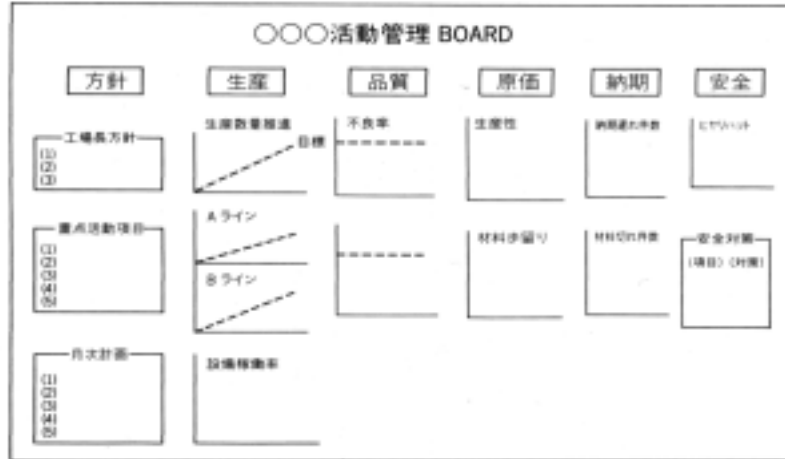 ○○○活動管理 BOARD
方針
生産
品質
原価
納期
安全
工場長方針
(1)
(2)
(3)
生産数量推進
目標
不良率
生産性
納期遅れ件数
ヒヤリハット
重点活動項目
(1)
(2)
(3)
(4)
(5)
Aライン
Bライン
材料歩留り
材料切れ件数
安全対策
(項目) (対策)
月次計画
(1)
(2)
(3)
(4)
(5)
設備稼働率